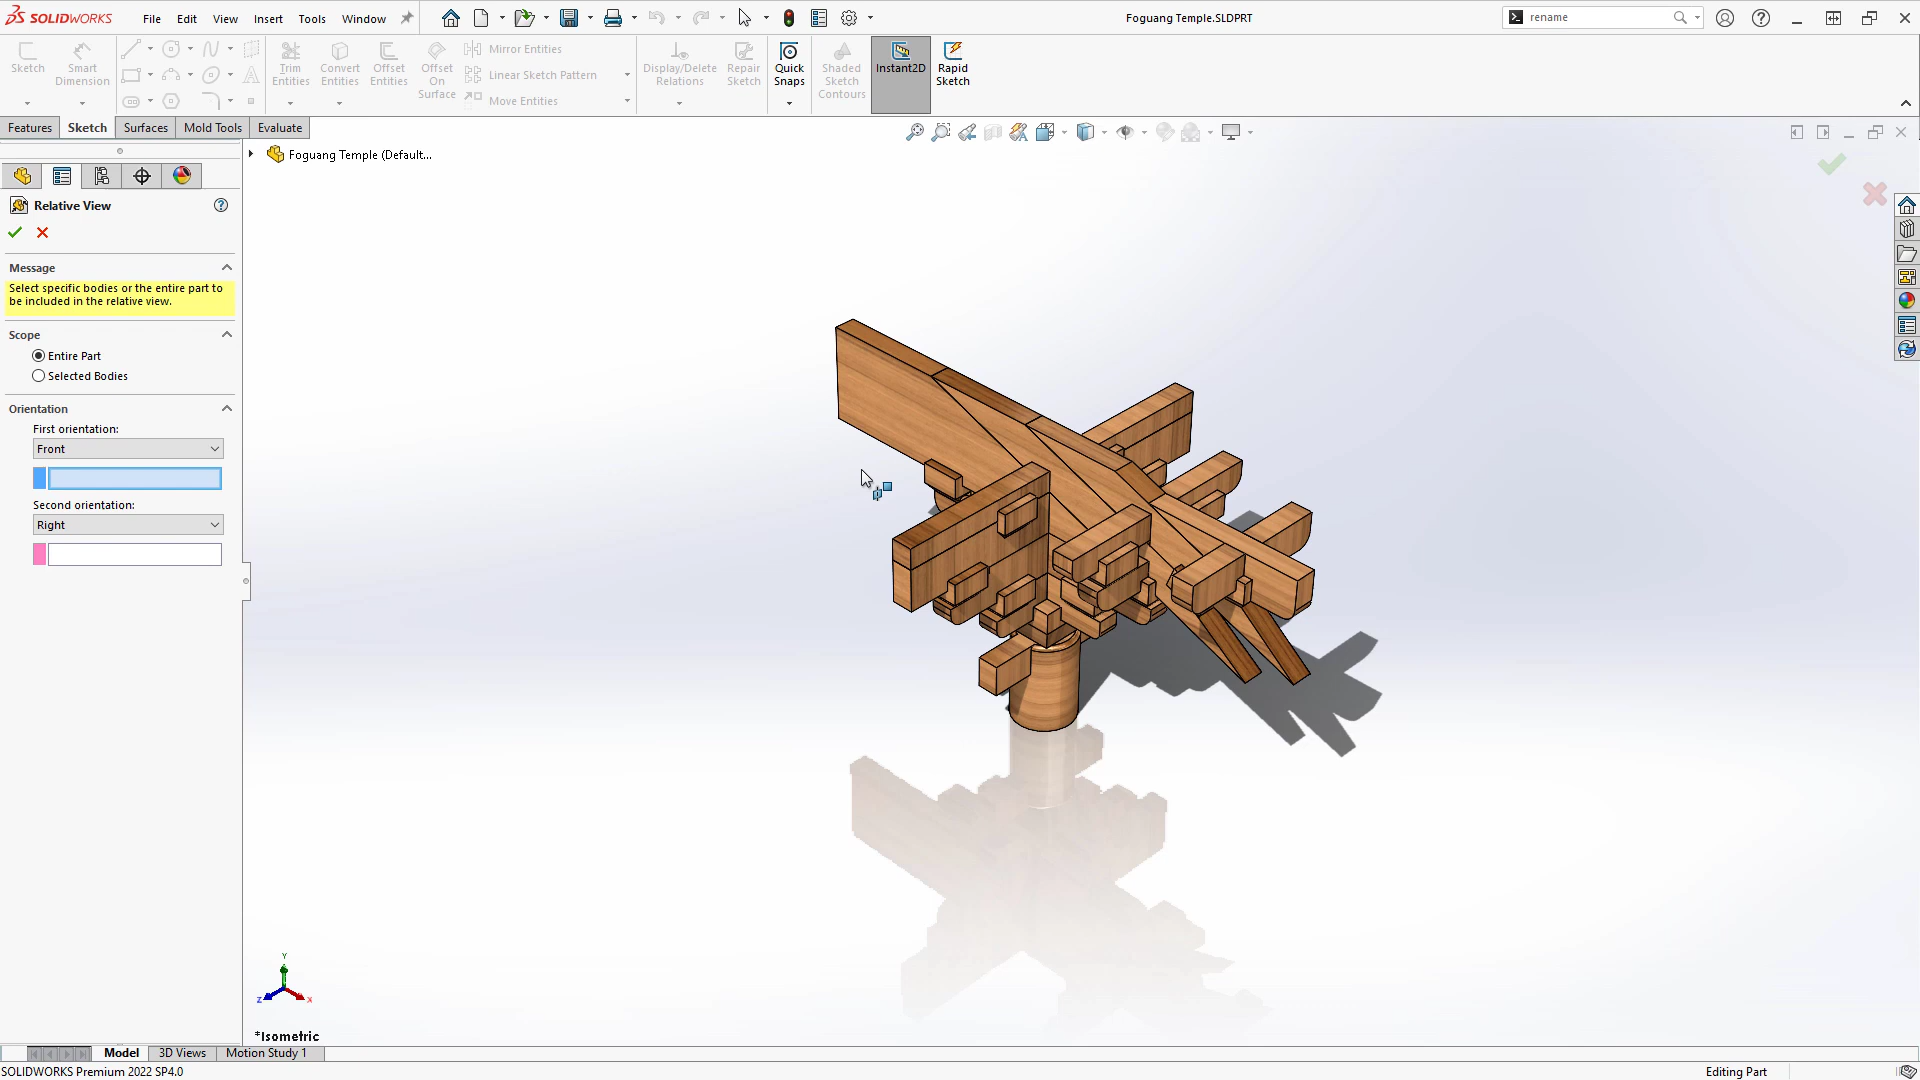 SOLIDWORKS File Edit View Insert Tools Window
Foguang Temple.SLDPRT
rename
Sketch
Smart Dimension
Trim Entities
Convert Entities
Offset Entities
Offset On Surface
Mirror Entities
Linear Sketch Pattern
Move Entities
Display/Delete Relations
Repair Sketch
Quick Snaps
Shaded Sketch Contours
Instant2D
Rapid Sketch
Features Sketch Surfaces Mold Tools Evaluate
Foguang Temple (Default...
Relative View
Message
Select specific bodies or the entire part to
be included in the relative view.
Scope
Entire Part
Selected Bodies
Orientation
First orientation:
Front
Second orientation:
Right
Y
Z
X
*Isometric
Model 3D Views Motion Study 1
SOLIDWORKS Premium 2022 SP4.0
Editing Part